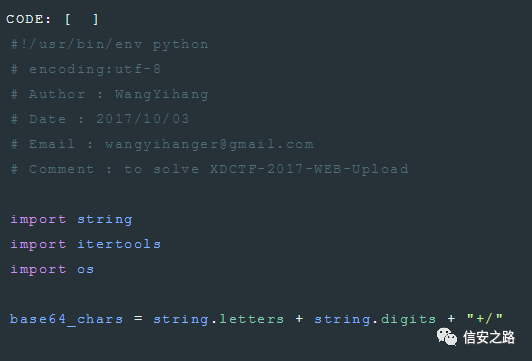 CODE: [  ]
#!/usr/bin/env python
# encoding:utf-8
# Author : WangYihang
# Date : 2017/10/03
# Email : wangyihanger@gmail.com
# Comment : to solve XDCTF-2017-WEB-Upload
import string
import itertools
import os
base64_chars = string.letters + string.digits + "+/"
信安之路